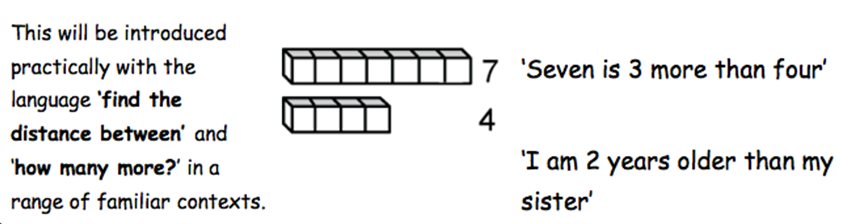 This will be introduced
practically with the
language 'find the
distance between' and
'how many more?' in a
range of familiar contexts.
7
4
'Seven is 3 more than four'
'I am 2 years older than my
sister'